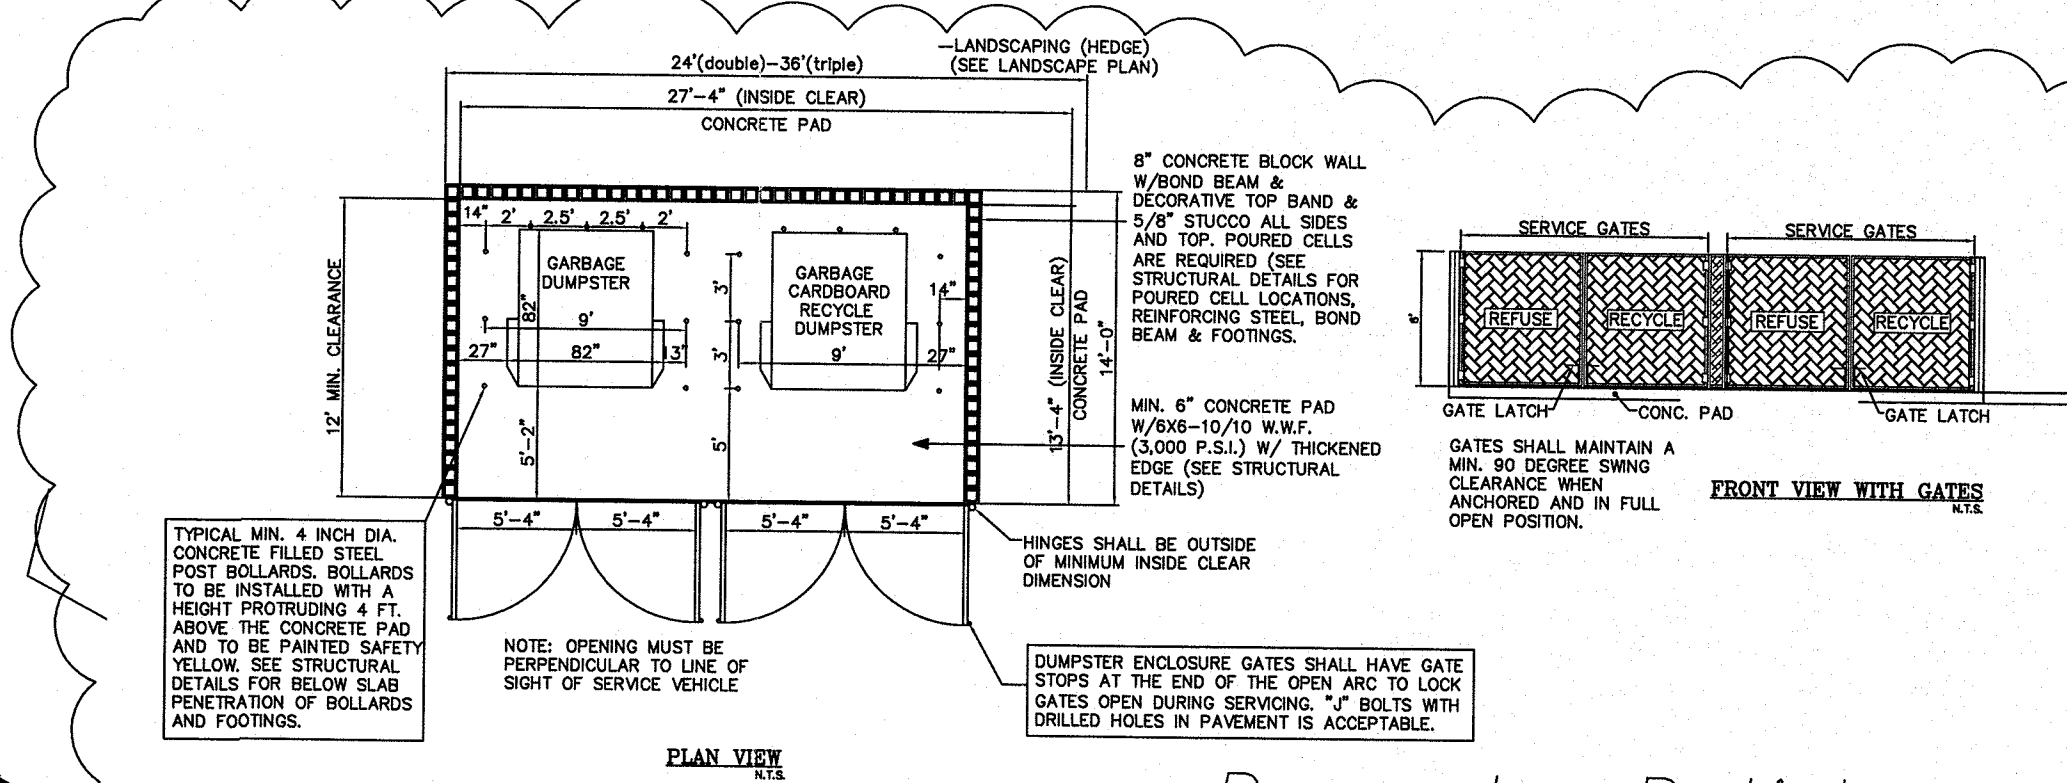 —LANDSCAPING (HEDGE)
(SEE LANDSCAPE PLAN)
24'(double)—36'(triple)
27'-4" (INSIDE CLEAR)
CONCRETE PAD
8" CONCRETE BLOCK WALL
W/BOND BEAM &
DECORATIVE TOP BAND &
5/8" STUCCO ALL SIDES
AND TOP. POURED CELLS
ARE REQUIRED (SEE
STRUCTURAL DETAILS FOR
POURED CELL LOCATIONS,
REINFORCING STEEL, BOND
BEAM & FOOTINGS.
14"
2'
2.5'
2.5'
2'
GARBAGE
DUMPSTER
82"
9'
27"
82"
13"
5'-2"
12' MIN. CLEARANCE
GARBAGE
CARDBOARD
RECYCLE
DUMPSTER
3'
3'
5'
14"
9'
27"
13'-4" (INSIDE CLEAR)
CONCRETE PAD
14'-0"
MIN. 6" CONCRETE PAD
W/6X6-10/10 W.W.F.
(3,000 P.S.I.) W/ THICKENED
EDGE (SEE STRUCTURAL
DETAILS)
5'-4"
5'-4"
5'-4"
5'-4"
HINGES SHALL BE OUTSIDE
OF MINIMUM INSIDE CLEAR
DIMENSION
TYPICAL MIN. 4 INCH DIA.
CONCRETE FILLED STEEL
POST BOLLARDS. BOLLARDS
TO BE INSTALLED WITH A
HEIGHT PROTRUDING 4 FT.
ABOVE THE CONCRETE PAD
AND TO BE PAINTED SAFETY
YELLOW. SEE STRUCTURAL
DETAILS FOR BELOW SLAB
PENETRATION OF BOLLARDS
AND FOOTINGS.
NOTE: OPENING MUST BE
PERPENDICULAR TO LINE OF
SIGHT OF SERVICE VEHICLE
DUMPSTER ENCLOSURE GATES SHALL HAVE GATE
STOPS AT THE END OF THE OPEN ARC TO LOCK
GATES OPEN DURING SERVICING. "J" BOLTS WITH
DRILLED HOLES IN PAVEMENT IS ACCEPTABLE.
PLAN VIEW
N.T.S.
SERVICE GATES
SERVICE GATES
6'
REFUSE
RECYCLE
REFUSE
RECYCLE
GATE LATCH
CONC. PAD
GATE LATCH
GATES SHALL MAINTAIN A
MIN. 90 DEGREE SWING
CLEARANCE WHEN
ANCHORED AND IN FULL
OPEN POSITION.
FRONT VIEW WITH GATES
N.T.S.